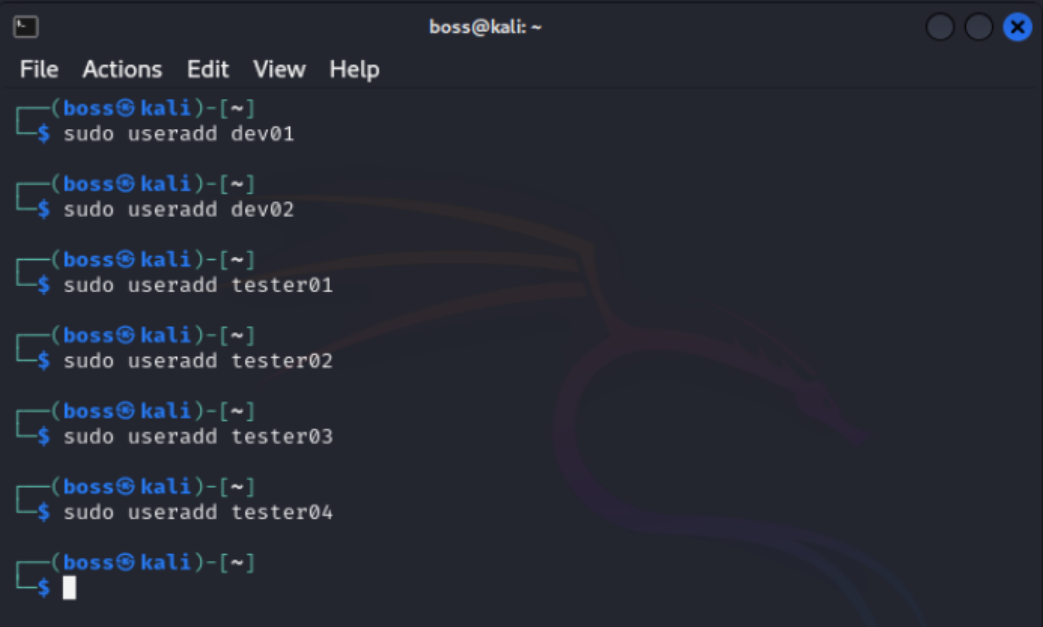 boss@kali: ~
File Actions Edit View Help
┌──(boss㉿kali)-[~]
└─$ sudo useradd dev01
┌──(boss㉿kali)-[~]
└─$ sudo useradd dev02
┌──(boss㉿kali)-[~]
└─$ sudo useradd tester01
┌──(boss㉿kali)-[~]
└─$ sudo useradd tester02
┌──(boss㉿kali)-[~]
└─$ sudo useradd tester03
┌──(boss㉿kali)-[~]
└─$ sudo useradd tester04
┌──(boss㉿kali)-[~]
└─$